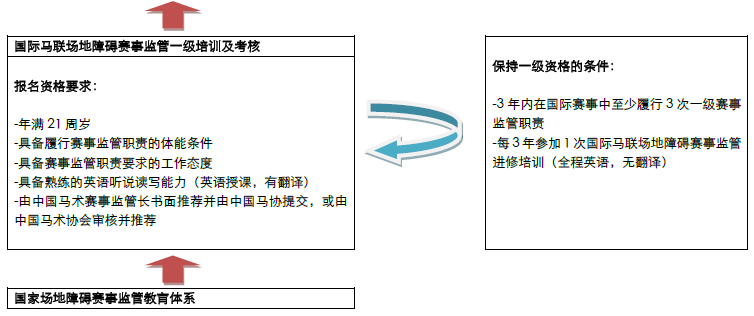 国际马联场地障碍赛事监管一级培训及考核
报名资格要求：
-年满 21 周岁
-具备履行赛事监管职责的体能条件
-具备赛事监管职责要求的工作态度
-具备熟练的英语听说读写能力（英语授课，有翻译）
-由中国马术赛事监管长书面推荐并由中国马协提交，或由
中国马术协会审核并推荐
保持一级资格的条件：
-3 年内在国际赛事中至少履行 3 次一级赛事
监管职责
-每 3 年参加 1 次国际马联场地障碍赛事监管
进修培训（全程英语，无翻译）
国家场地障碍赛事监管教育体系